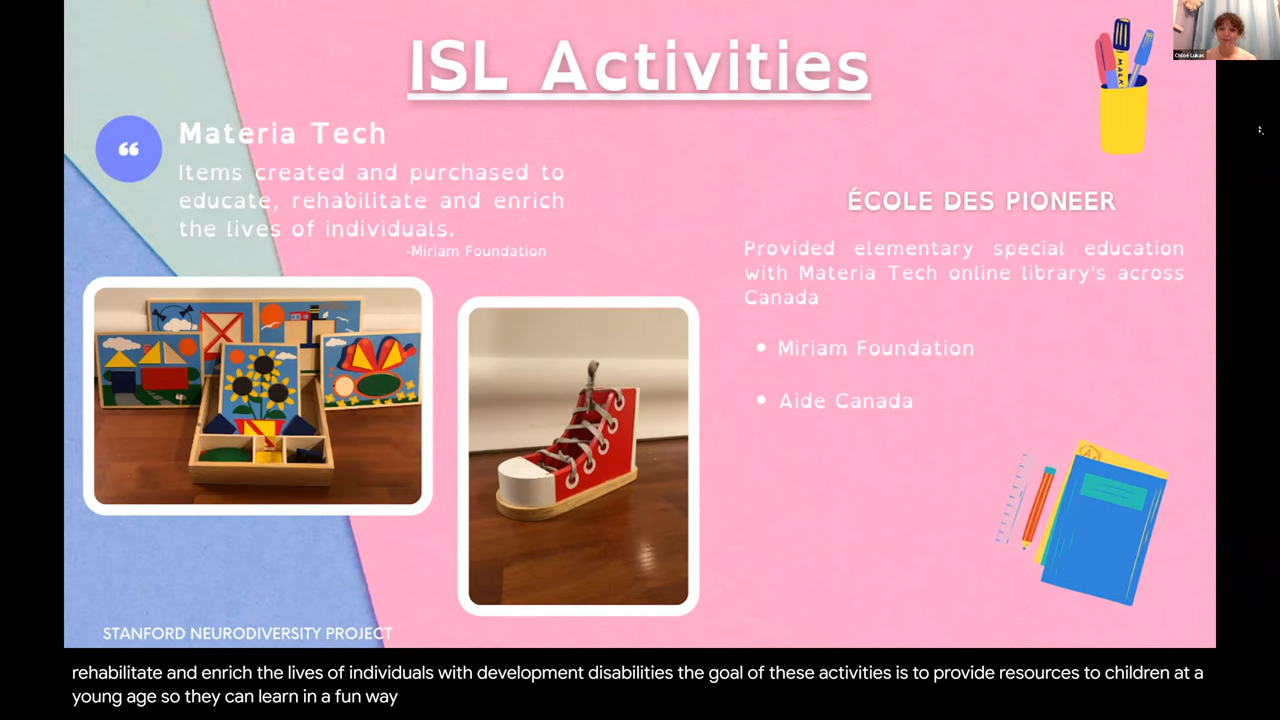 ISL Activities
Chloé Lukac
MALK
“
Materia Tech
Items created and purchased to
educate, rehabilitate and enrich
the lives of individuals.
-Miriam Foundation
ÉCOLE DES PIONEER
Provided elementary special education
with Materia Tech online library's across
Canada
• Miriam Foundation
• Aide Canada
A+
STANFORD NEURODIVERSITY PROJECT
rehabilitate and enrich the lives of individuals with development disabilities the goal of these activities is to provide resources to children at a
young age so they can learn in a fun way